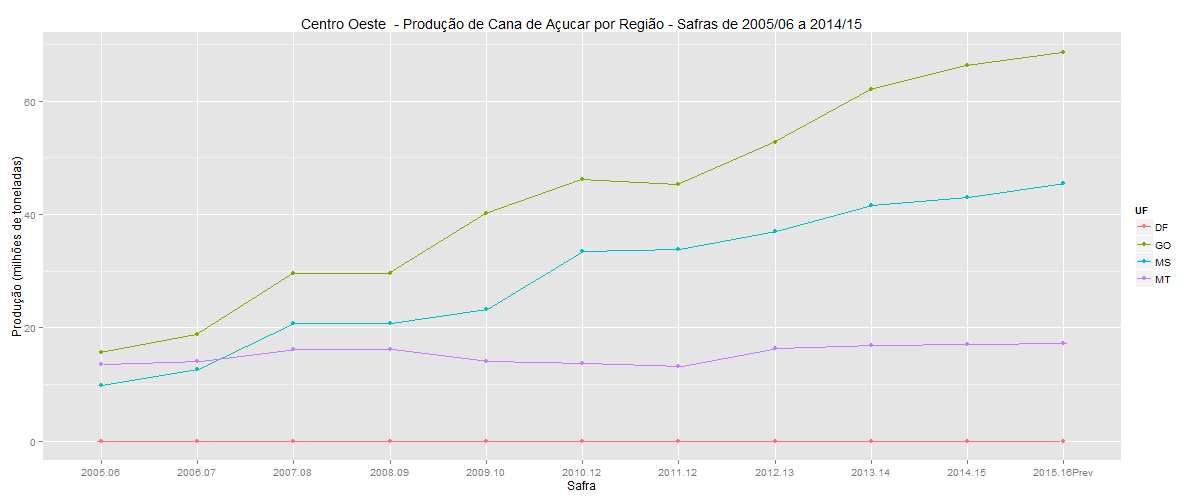 Centro Oeste - Produção de Cana de Açucar por Região - Safras de 2005/06 a 2014/15
Produção (milhões de toneladas)
60
40
20
0
2005.06 2006.07 2007.08 2008.09 2009.10 2010.12 2011.12 2012.13 2013.14 2014.15 2015.16Prev
Safra
UF
DF
GO
MS
MT